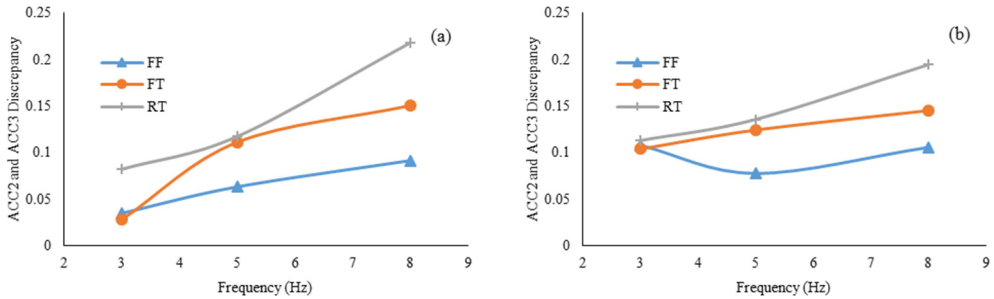 (a)
ACC2 and ACC3 Discrepancy
0.25
0.2
0.15
0.1
0.05
0
FF
FT
RT
2 3 4 5 6 7 8 9
Frequency (Hz)
(b)
ACC2 and ACC3 Discrepancy
0.25
0.2
0.15
0.1
0.05
0
FF
FT
RT
2 3 4 5 6 7 8 9
Frequency (Hz)